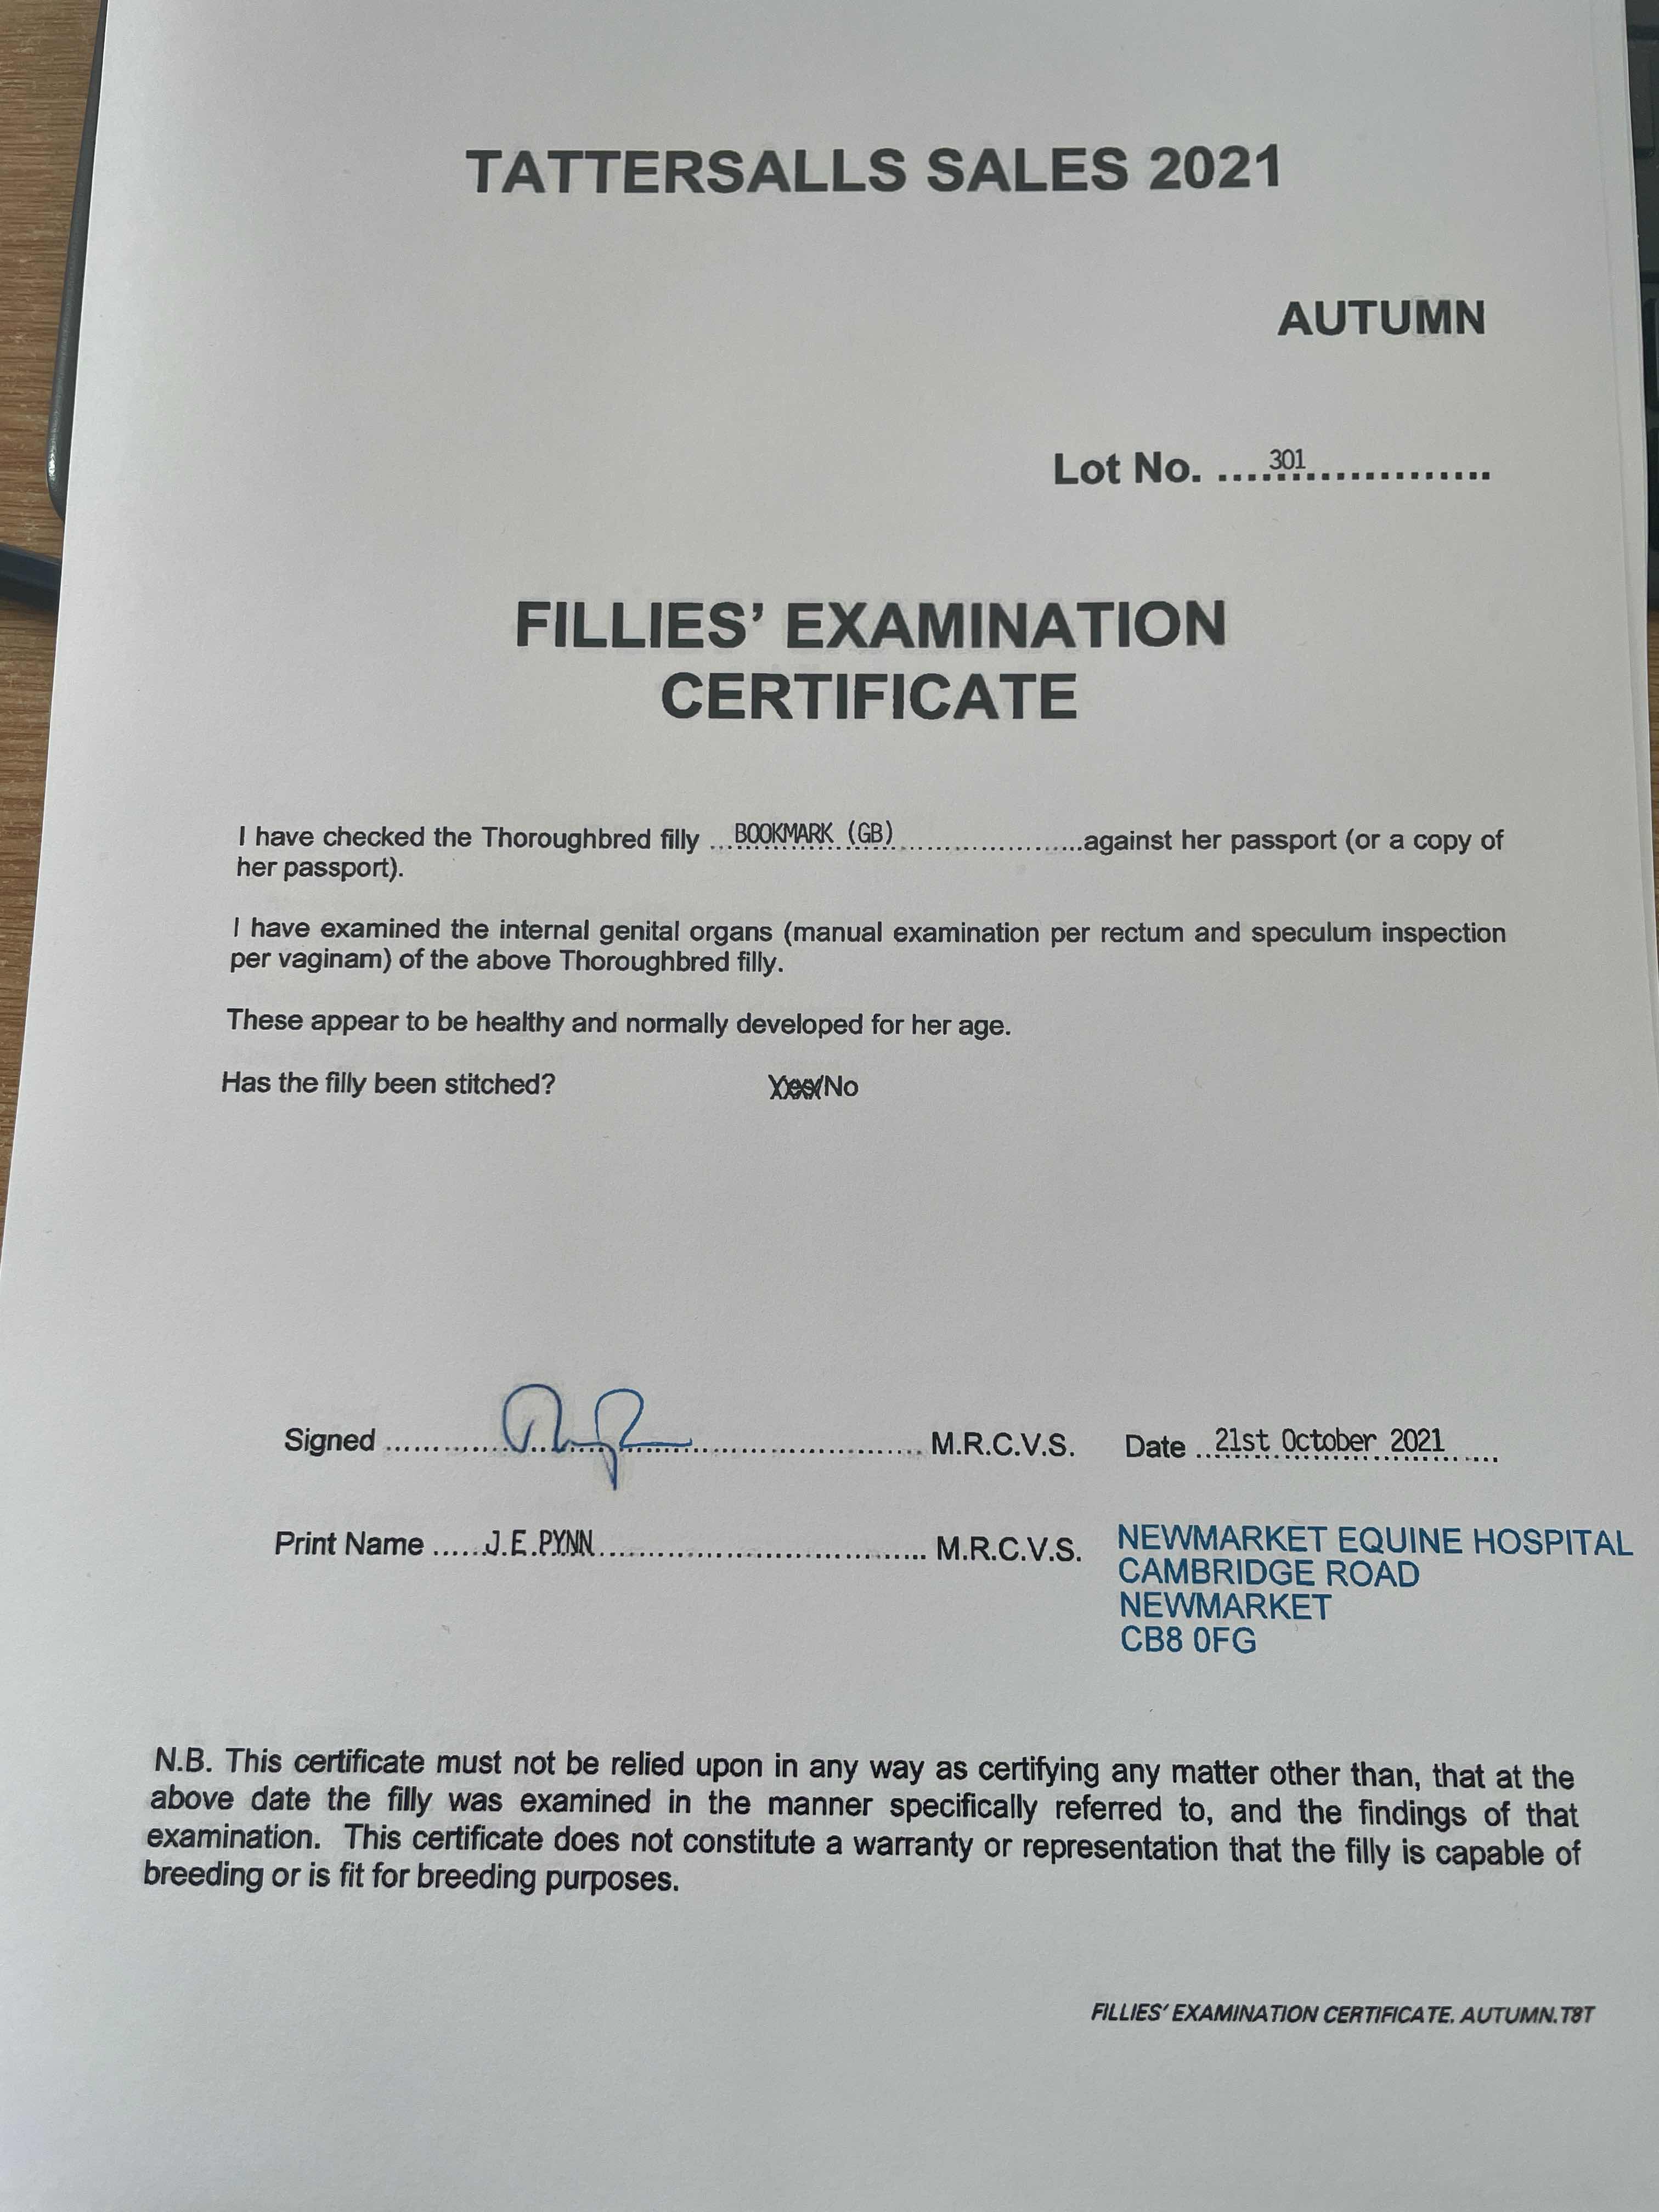 TATTERSALLS SALES 2021
AUTUMN
Lot No. ....301....................
FILLIES' EXAMINATION
CERTIFICATE
I have checked the Thoroughbred filly ...BOOKMARK (GB)..........................against her passport (or a copy of
her passport).
I have examined the internal genital organs (manual examination per rectum and speculum inspection
per vaginam) of the above Thoroughbred filly.
These appear to be healthy and normally developed for her age.
Has the filly been stitched? Xxxx/No
Signed ........................................................ M.R.C.V.S. Date ..21st October 2021......
Print Name ......J.E.PYNN............................................. M.R.C.V.S.
NEWMARKET EQUINE HOSPITAL
CAMBRIDGE ROAD
NEWMARKET
CB8 0FG
N.B. This certificate must not be relied upon in any way as certifying any matter other than, that at the
above date the filly was examined in the manner specifically referred to, and the findings of that
examination. This certificate does not constitute a warranty or representation that the filly is capable of
breeding or is fit for breeding purposes.
FILLIES' EXAMINATION CERTIFICATE. AUTUMN.T8T